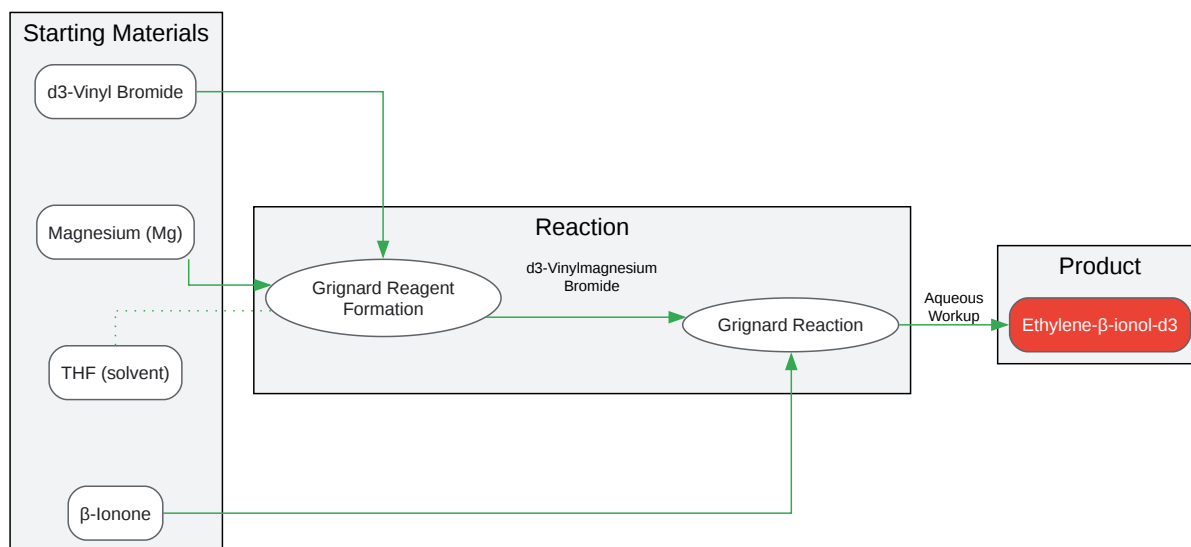 Starting Materials
d3-Vinyl Bromide
Magnesium (Mg)
THF (solvent)
β-Ionone
Reaction
Grignard Reagent
Formation
d3-Vinylmagnesium
Bromide
Grignard Reaction
Aqueous
Workup
Product
Ethylene-β-ionol-d3